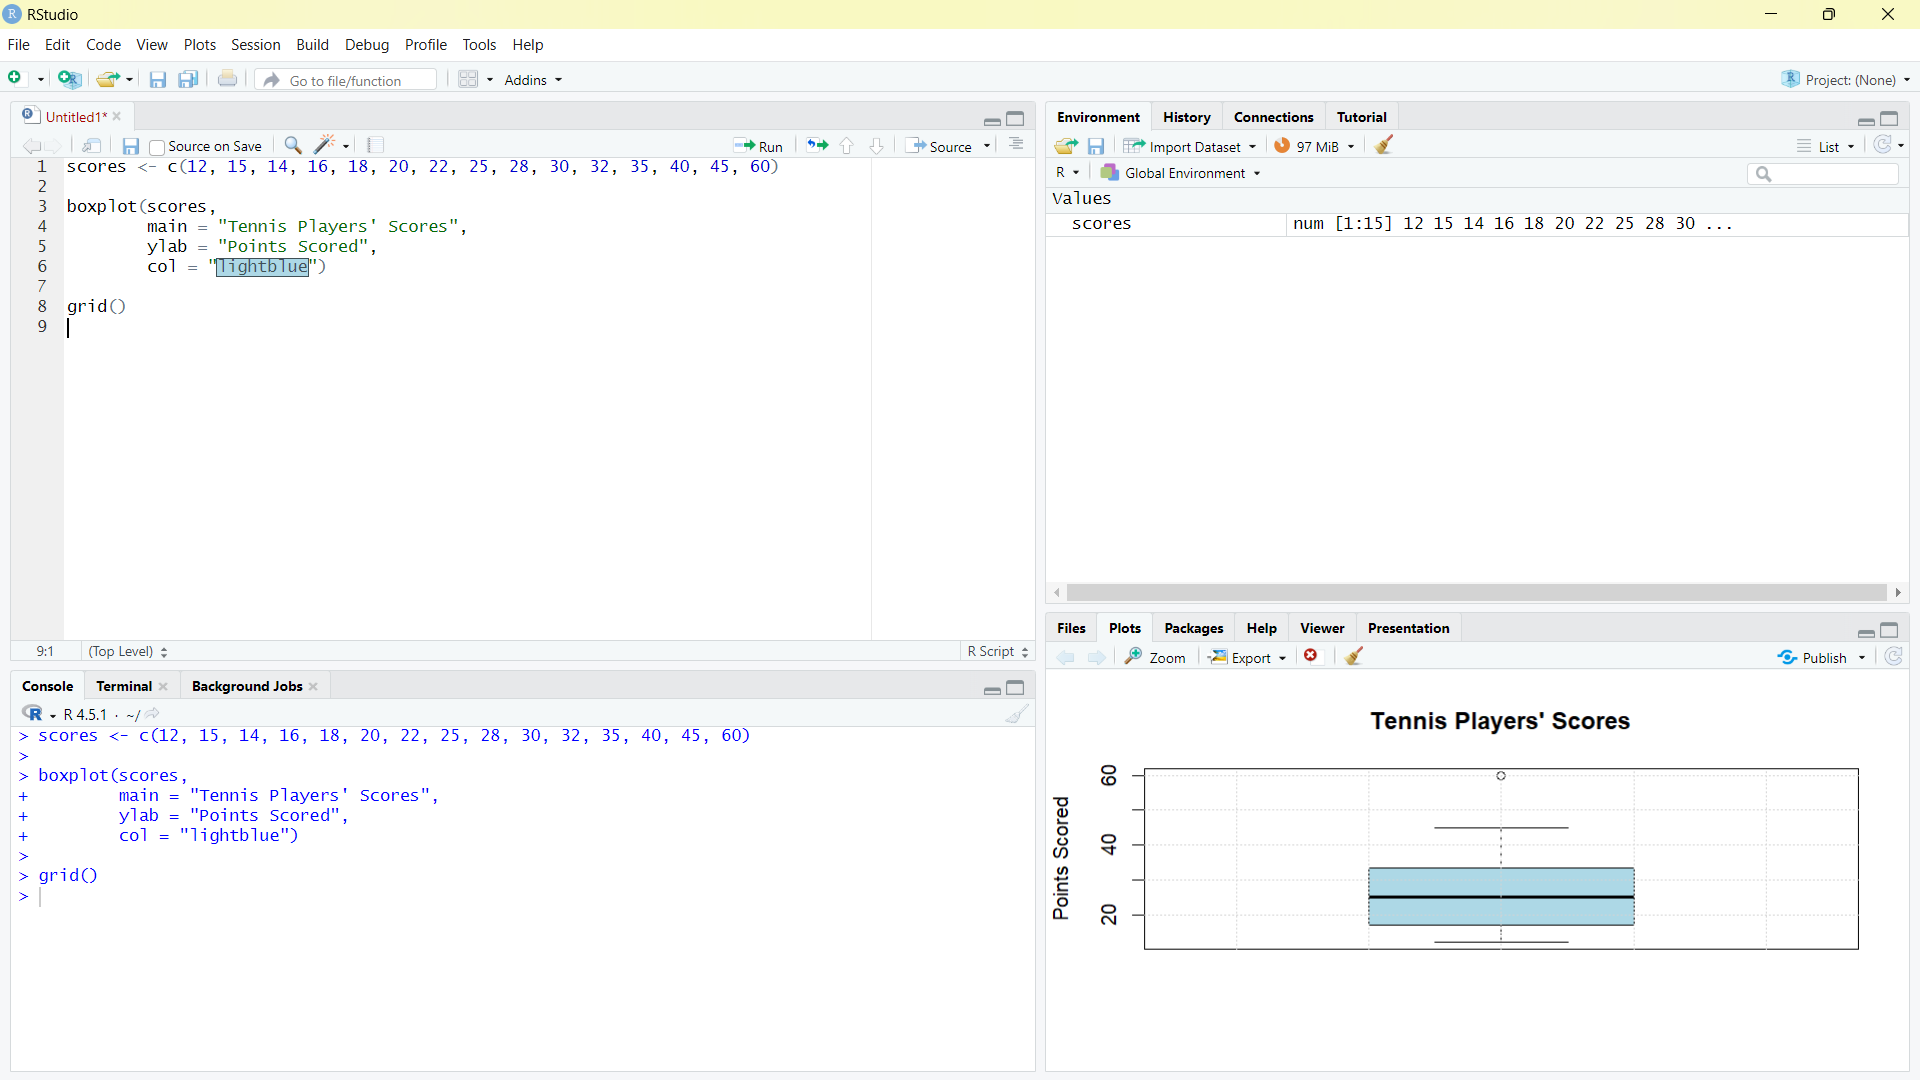 RStudio
File Edit Code View Plots Session Build Debug Profile Tools Help
Go to file/function Addins Project: (None)
Untitled1*
Source on Save Run Source
1 scores <- c(12, 15, 14, 16, 18, 20, 22, 25, 28, 30, 32, 35, 40, 45, 60)
2
3 boxplot(scores,
4 main = "Tennis Players' Scores",
5 ylab = "Points Scored",
6 col = "lightblue")
7
8 grid()
9
9:1 (Top Level) R Script
Console Terminal Background Jobs
R R 4.5.1 · ~/
> scores <- c(12, 15, 14, 16, 18, 20, 22, 25, 28, 30, 32, 35, 40, 45, 60)
>
> boxplot(scores,
+ main = "Tennis Players' Scores",
+ ylab = "Points Scored",
+ col = "lightblue")
>
> grid()
>
Environment History Connections Tutorial
Import Dataset 97 MiB List
R Global Environment
Values
scores num [1:15] 12 15 14 16 18 20 22 25 28 30 ...
Files Plots Packages Help Viewer Presentation
Zoom Export Publish
Tennis Players' Scores
Points Scored
60
40
20